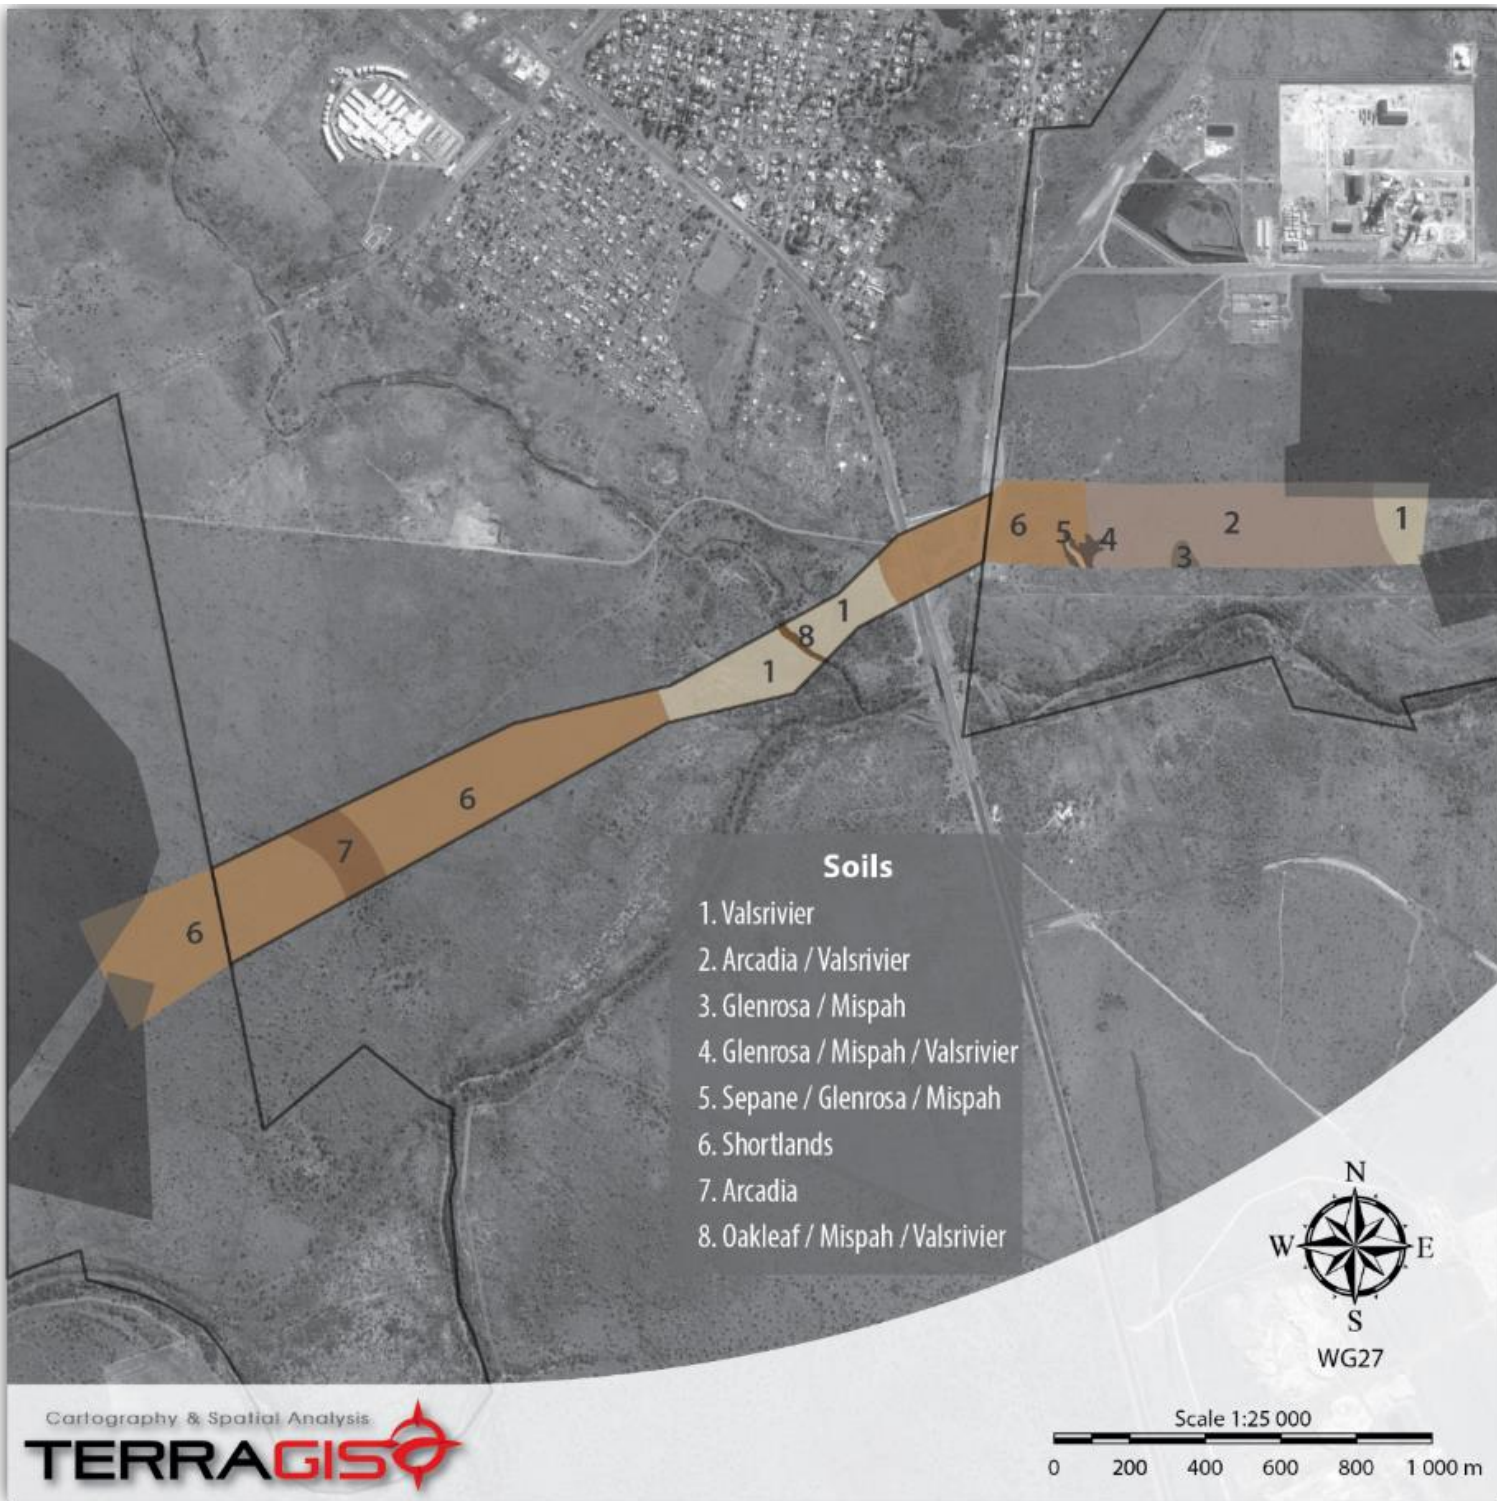 6
5
4
3
2
1
1
8
1
6
7
6
Soils
1. Valsrivier
2. Arcadia / Valsrivier
3. Glenrosa / Mispah
4. Glenrosa / Mispah / Valsrivier
5. Sepane / Glenrosa / Mispah
6. Shortlands
7. Arcadia
8. Oakleaf / Mispah / Valsrivier
N
W E
S
WG27
Scale 1:25 000
0 200 400 600 800 1 000 m
Cartography & Spatial Analysis
TERRAGIS